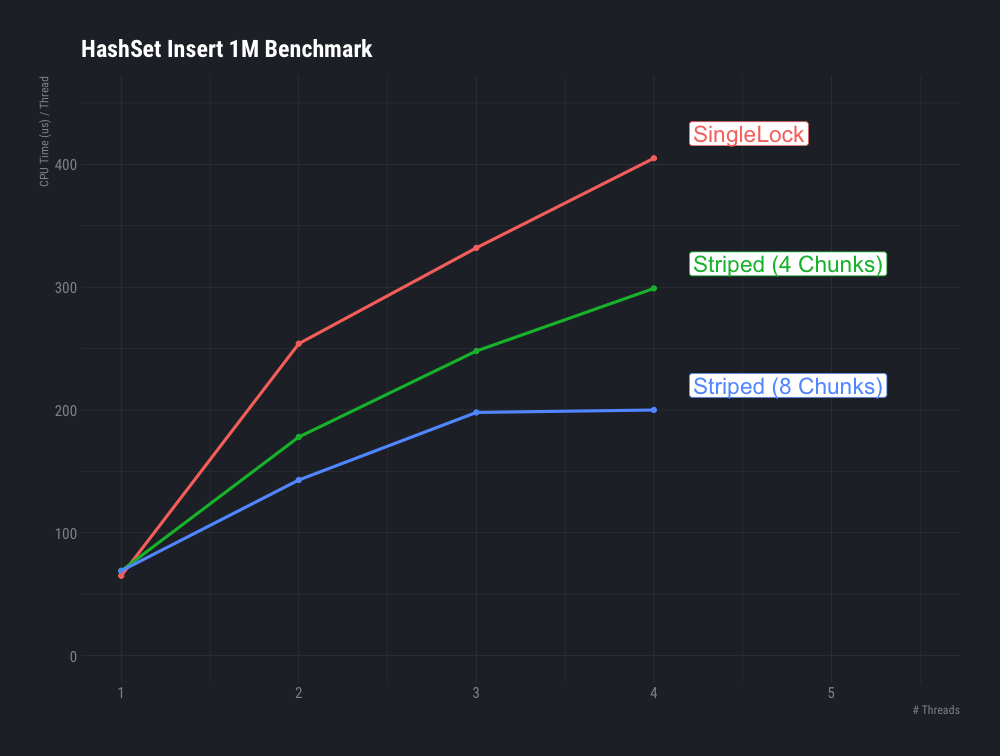 HashSet Insert 1M Benchmark
CPU Time (us) / Thread
400
300
200
100
0
SingleLock
Striped (4 Chunks)
Striped (8 Chunks)
1 2 3 4 5
# Threads